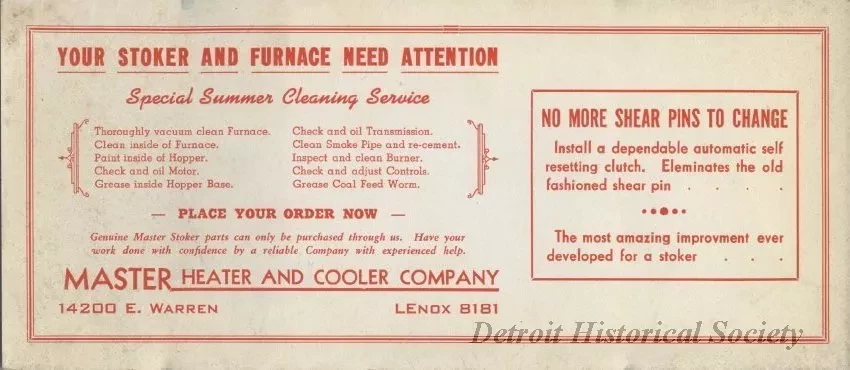 YOUR STOKER AND FURNACE NEED ATTENTION
Special Summer Cleaning Service
Thoroughly vacuum clean Furnace.
Clean inside of Furnace.
Paint inside of Hopper.
Check and oil Motor.
Grease inside Hopper Base.
Check and oil Transmission.
Clean Smoke Pipe and re-cement.
Inspect and clean Burner.
Check and adjust Controls.
Grease Coal Feed Worm.
— PLACE YOUR ORDER NOW —
Genuine Master Stoker parts can only be purchased through us. Have your
work done with confidence by a reliable Company with experienced help.
MASTER HEATER AND COOLER COMPANY
14200 E. WARREN
LENOX 8181
NO MORE SHEAR PINS TO CHANGE
Install a dependable automatic self
resetting clutch. Eleminates the old
fashioned shear pin . . . .
The most amazing improvment ever
developed for a stoker . . .
Detroit Historical Society